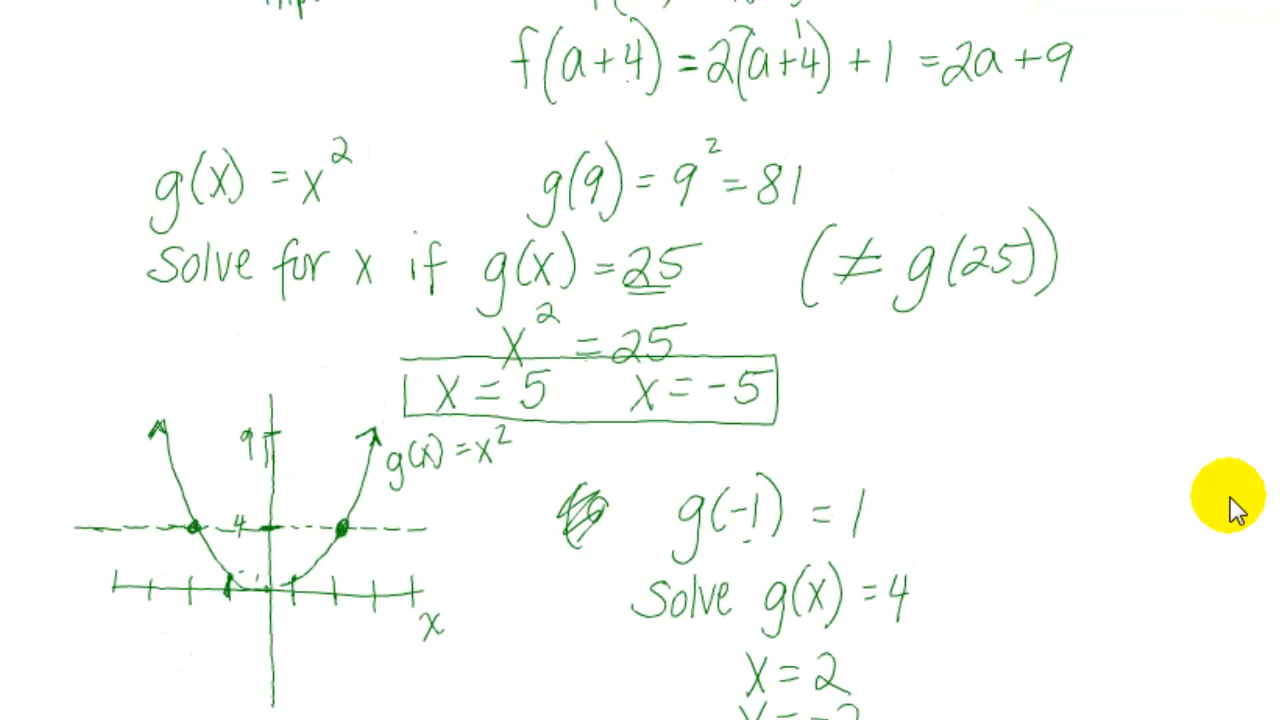 f(a+4) = 2(a+4) + 1 = 2a + 9
g(x) = x² g(9) = 9² = 81
Solve for x if g(x) = 25 (≠ g(25))
x² = 25
x = 5 x = -5
9
g(x) = x²
4
g(-1) = 1
Solve g(x) = 4
x
x = 2
x = -2